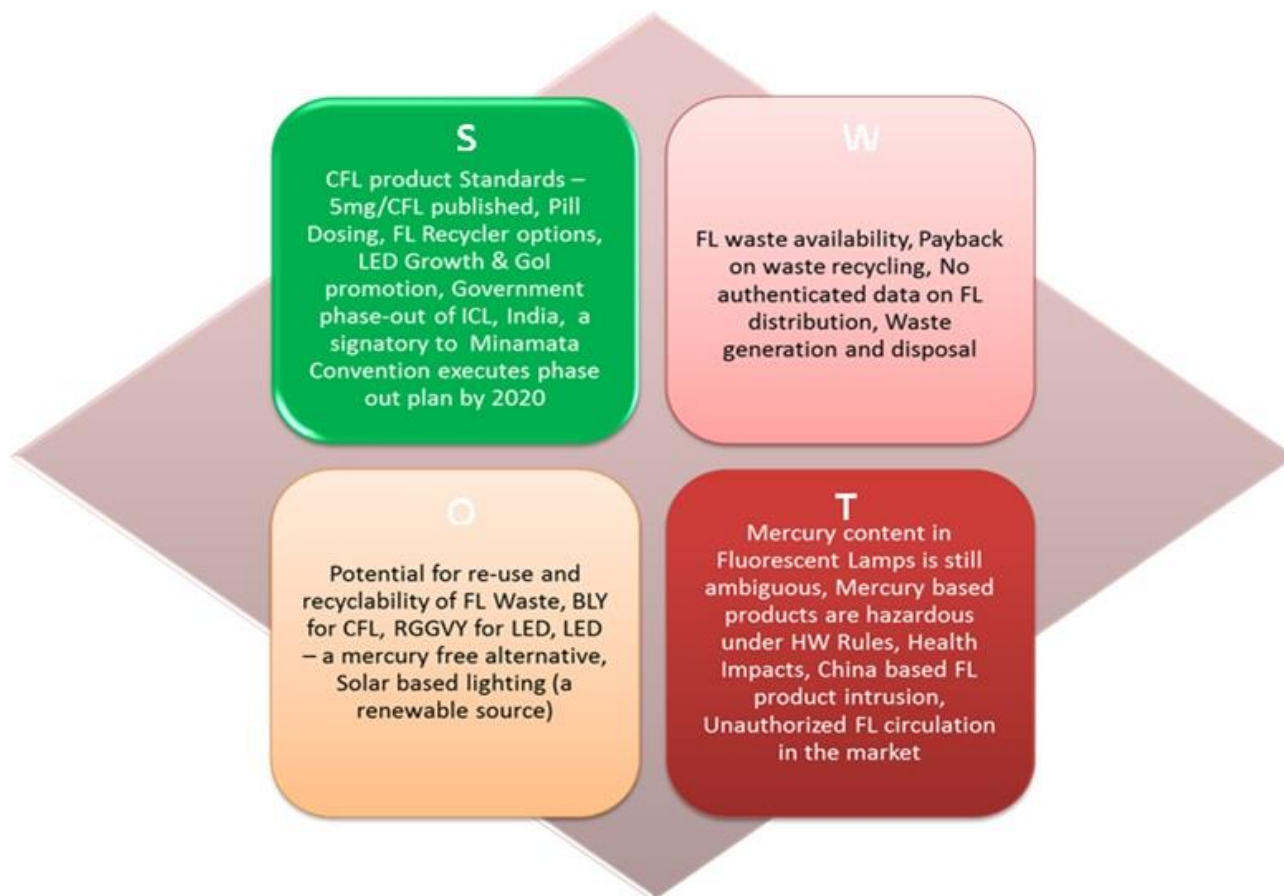 S
CFL product Standards –
5mg/CFL published, Pill
Dosing, FL Recycler options,
LED Growth & GoI
promotion, Government
phase-out of ICL, India, a
signatory to Minamata
Convention executes phase
out plan by 2020
W
FL waste availability, Payback
on waste recycling, No
authenticated data on FL
distribution, Waste
generation and disposal
O
Potential for re-use and
recyclability of FL Waste, BLY
for CFL, RGGVY for LED, LED
– a mercury free alternative,
Solar based lighting (a
renewable source)
T
Mercury content in
Fluorescent Lamps is still
ambiguous, Mercury based
products are hazardous
under HW Rules, Health
Impacts, China based FL
product intrusion,
Unauthorized FL circulation
in the market